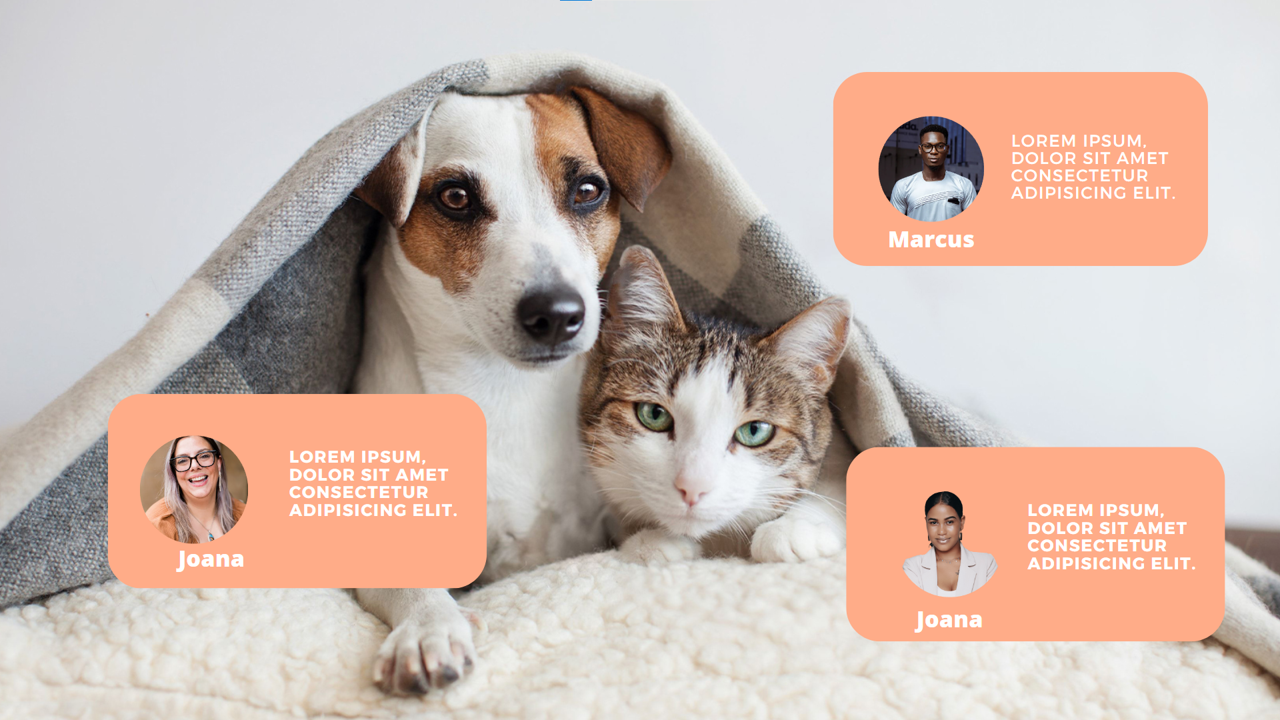 LOREM IPSUM,
DOLOR SIT AMET
CONSECTETUR
ADIPISICING ELIT.
Marcus
LOREM IPSUM,
DOLOR SIT AMET
CONSECTETUR
ADIPISICING ELIT.
Joana
LOREM IPSUM,
DOLOR SIT AMET
CONSECTETUR
ADIPISICING ELIT.
Joana